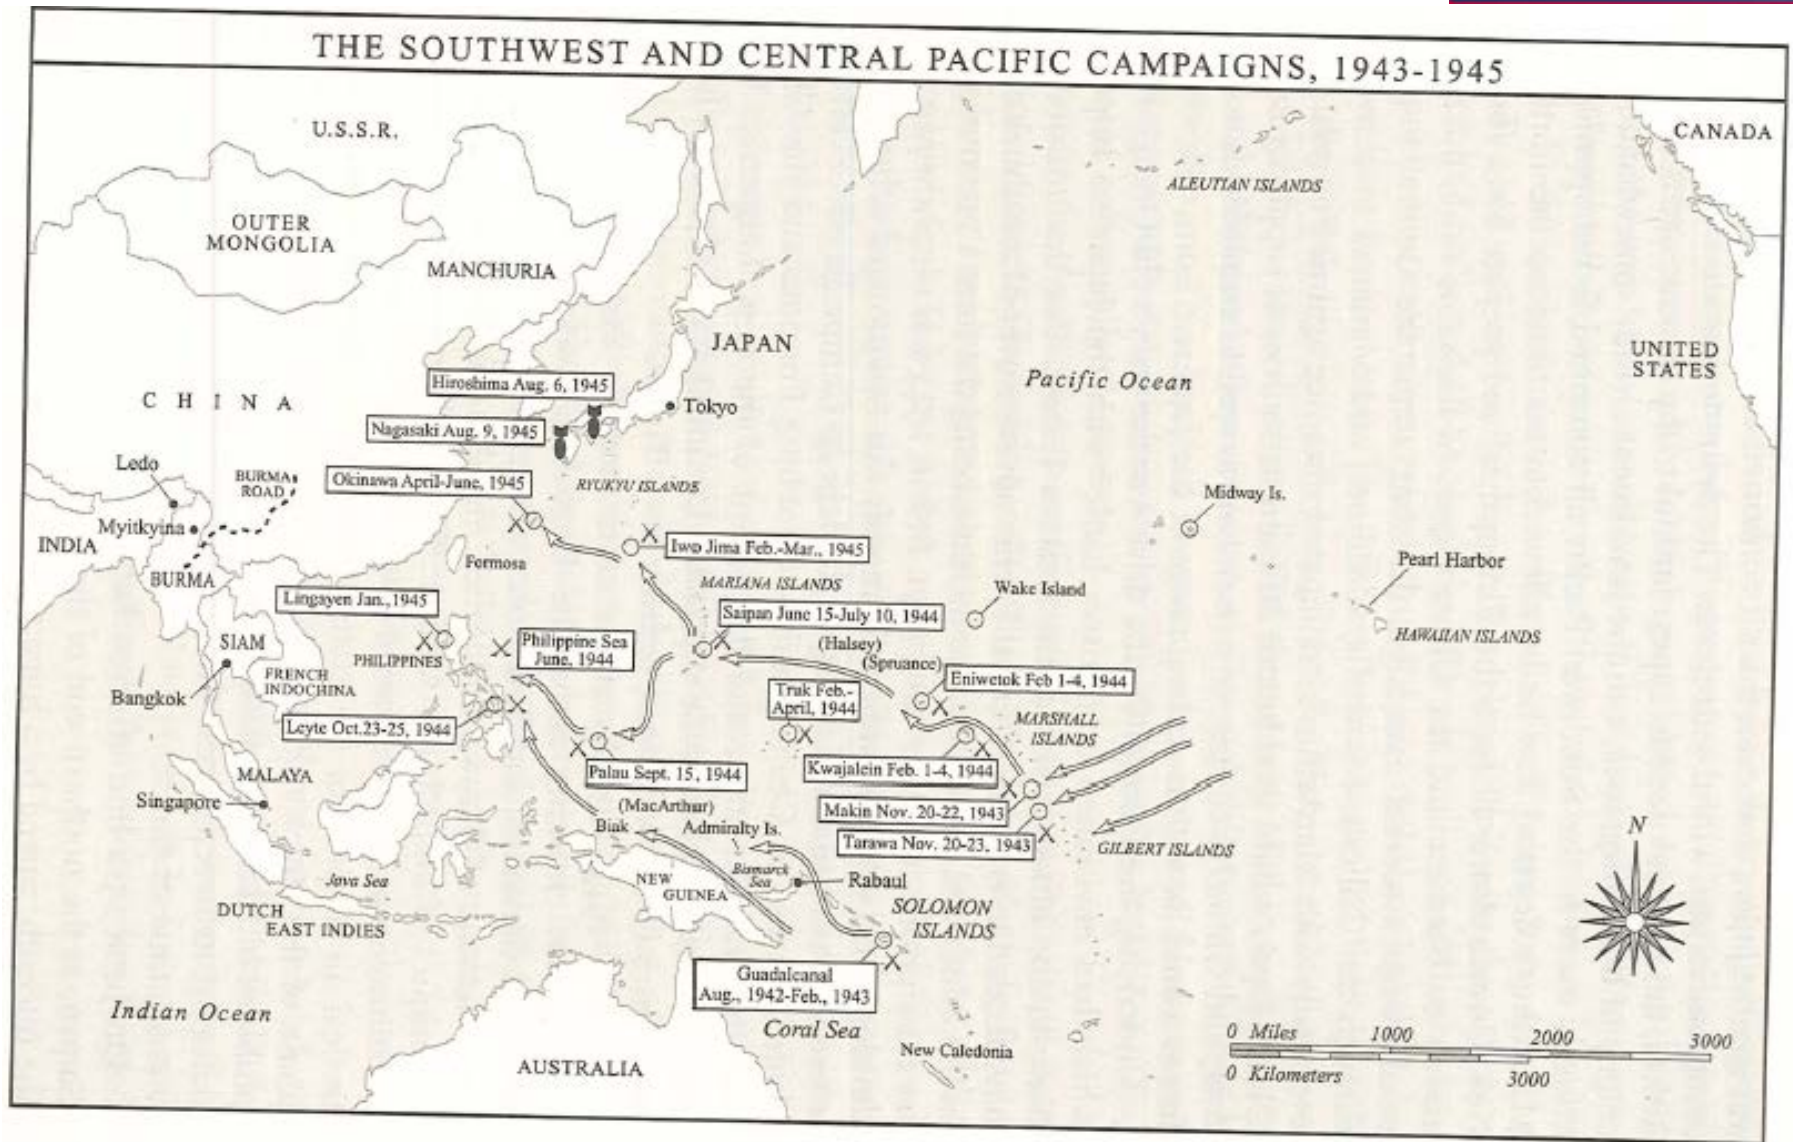 THE SOUTHWEST AND CENTRAL PACIFIC CAMPAIGNS, 1943-1945
U.S.S.R.
CANADA
ALEUTIAN ISLANDS
OUTER
MONGOLIA
MANCHURIA
JAPAN
UNITED
STATES
Pacific Ocean
Hiroshima Aug. 6, 1945
CHINA
Tokyo
Nagasaki Aug. 9, 1945
Ledo
BURMA
ROAD
Okinawa April-June, 1945
RYUKYU ISLANDS
Midway Is.
Myitkyina
INDIA
Iwo Jima Feb.-Mar., 1945
Formosa
Pearl Harbor
BURMA
MARIANA ISLANDS
Wake Island
Lingayen Jan., 1945
Saipan June 15-July 10, 1944
HAWAIIAN ISLANDS
SIAM
Philippine Sea
June, 1944
(Halsey)
(Spruance)
PHILIPPINES
FRENCH
INDOCHINA
Eniwetok Feb 1-4, 1944
Bangkok
Truk Feb.-
April, 1944
Leyte Oct.23-25, 1944
MARSHALL
ISLANDS
MALAYA
Palau Sept. 15, 1944
Kwajalein Feb. 1-4, 1944
Singapore
(MacArthur)
Makin Nov. 20-22, 1943
Biak
Admiralty Is.
Tarawa Nov. 20-23, 1943
GILBERT ISLANDS
N
Java Sea
NEW
GUINEA
Bismarck
Sea
Rabaul
DUTCH
EAST INDIES
SOLOMON
ISLANDS
Guadalcanal
Aug., 1942-Feb., 1943
Indian Ocean
Coral Sea
New Caledonia
AUSTRALIA
0 Miles 1000 2000 3000
0 Kilometers 3000